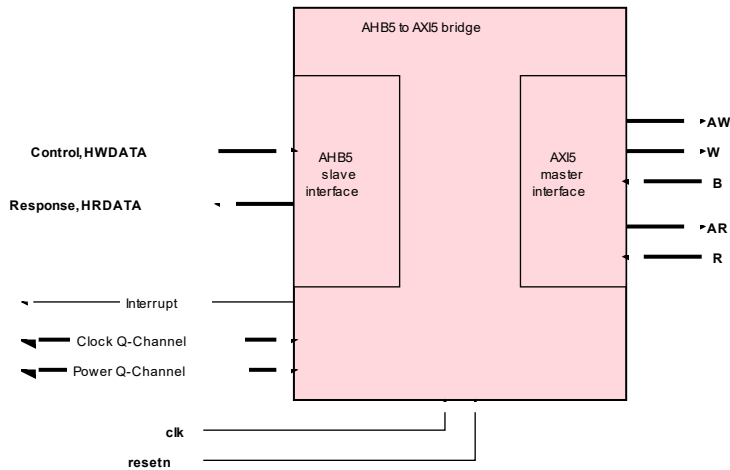 AHB5 to AXI5 bridge
Control, HWDATA
Response, HRDATA
AHB5
slave
interface
AXI5
master
interface
AW
W
B
AR
R
Interrupt
Clock Q-Channel
Power Q-Channel
clk
resetn